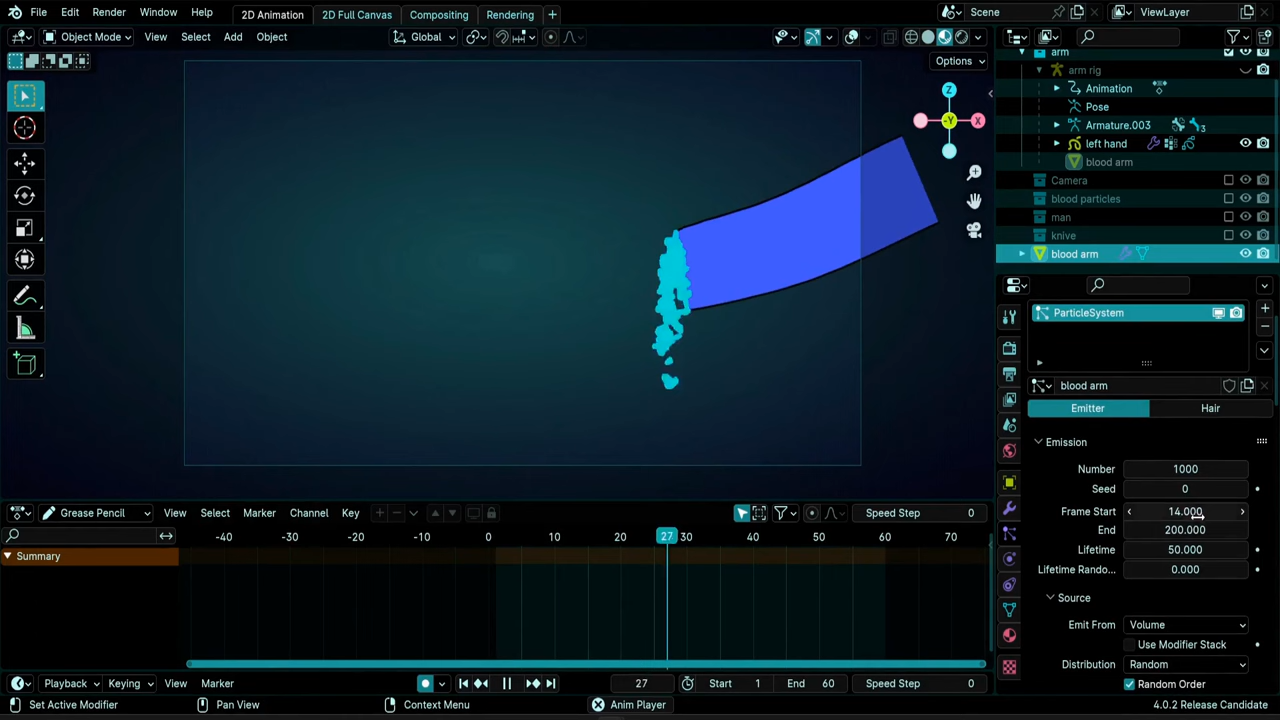 File Edit Render Window Help 2D Animation 2D Full Canvas Compositing Rendering + Scene ViewLayer
Object Mode View Select Add Object Global
Options
Z
-Y X
arm
arm rig
Animation
Pose
Armature.003 3
left hand
blood arm
Camera
blood particles
man
knive
blood arm
ParticleSystem
blood arm
Emitter Hair
Emission
Number 1000
Seed 0
Frame Start 14.000
End 200.000
Lifetime 50.000
Lifetime Rando... 0.000
Source
Emit From Volume
Use Modifier Stack
Distribution Random
Random Order
Grease Pencil View Select Marker Channel Key Speed Step 0
-40 -30 -20 -10 0 10 20 27 30 40 50 60 70
Summary
Playback Keying View Marker 27 Start 1 End 60 Speed Step 0
Set Active Modifier Pan View Context Menu Anim Player 4.0.2 Release Candidate